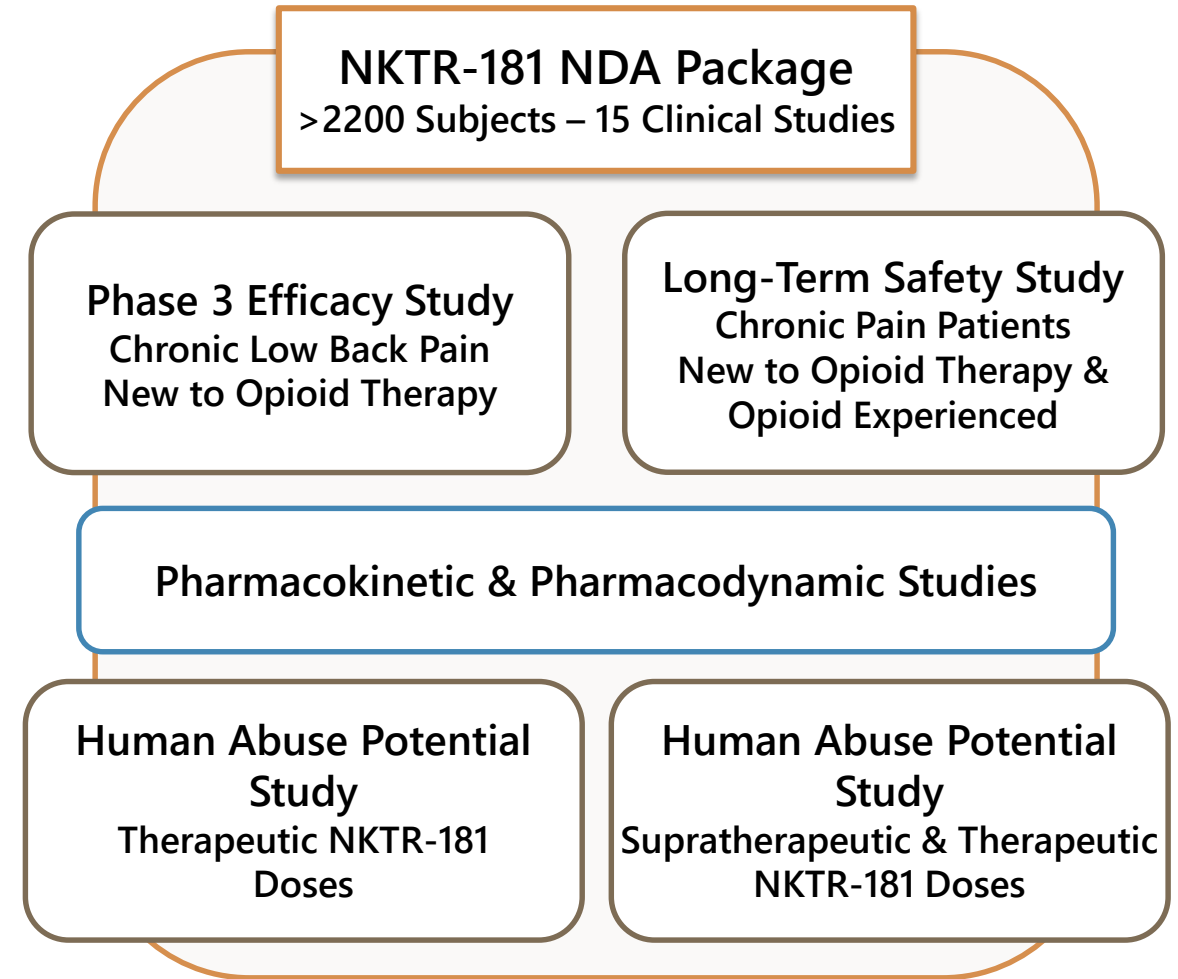 NKTR-181 NDA Package
>2200 Subjects – 15 Clinical Studies
Phase 3 Efficacy Study
Chronic Low Back Pain
New to Opioid Therapy
Long-Term Safety Study
Chronic Pain Patients
New to Opioid Therapy &
Opioid Experienced
Pharmacokinetic & Pharmacodynamic Studies
Human Abuse Potential
Study
Therapeutic NKTR-181
Doses
Human Abuse Potential
Study
Supratherapeutic & Therapeutic
NKTR-181 Doses